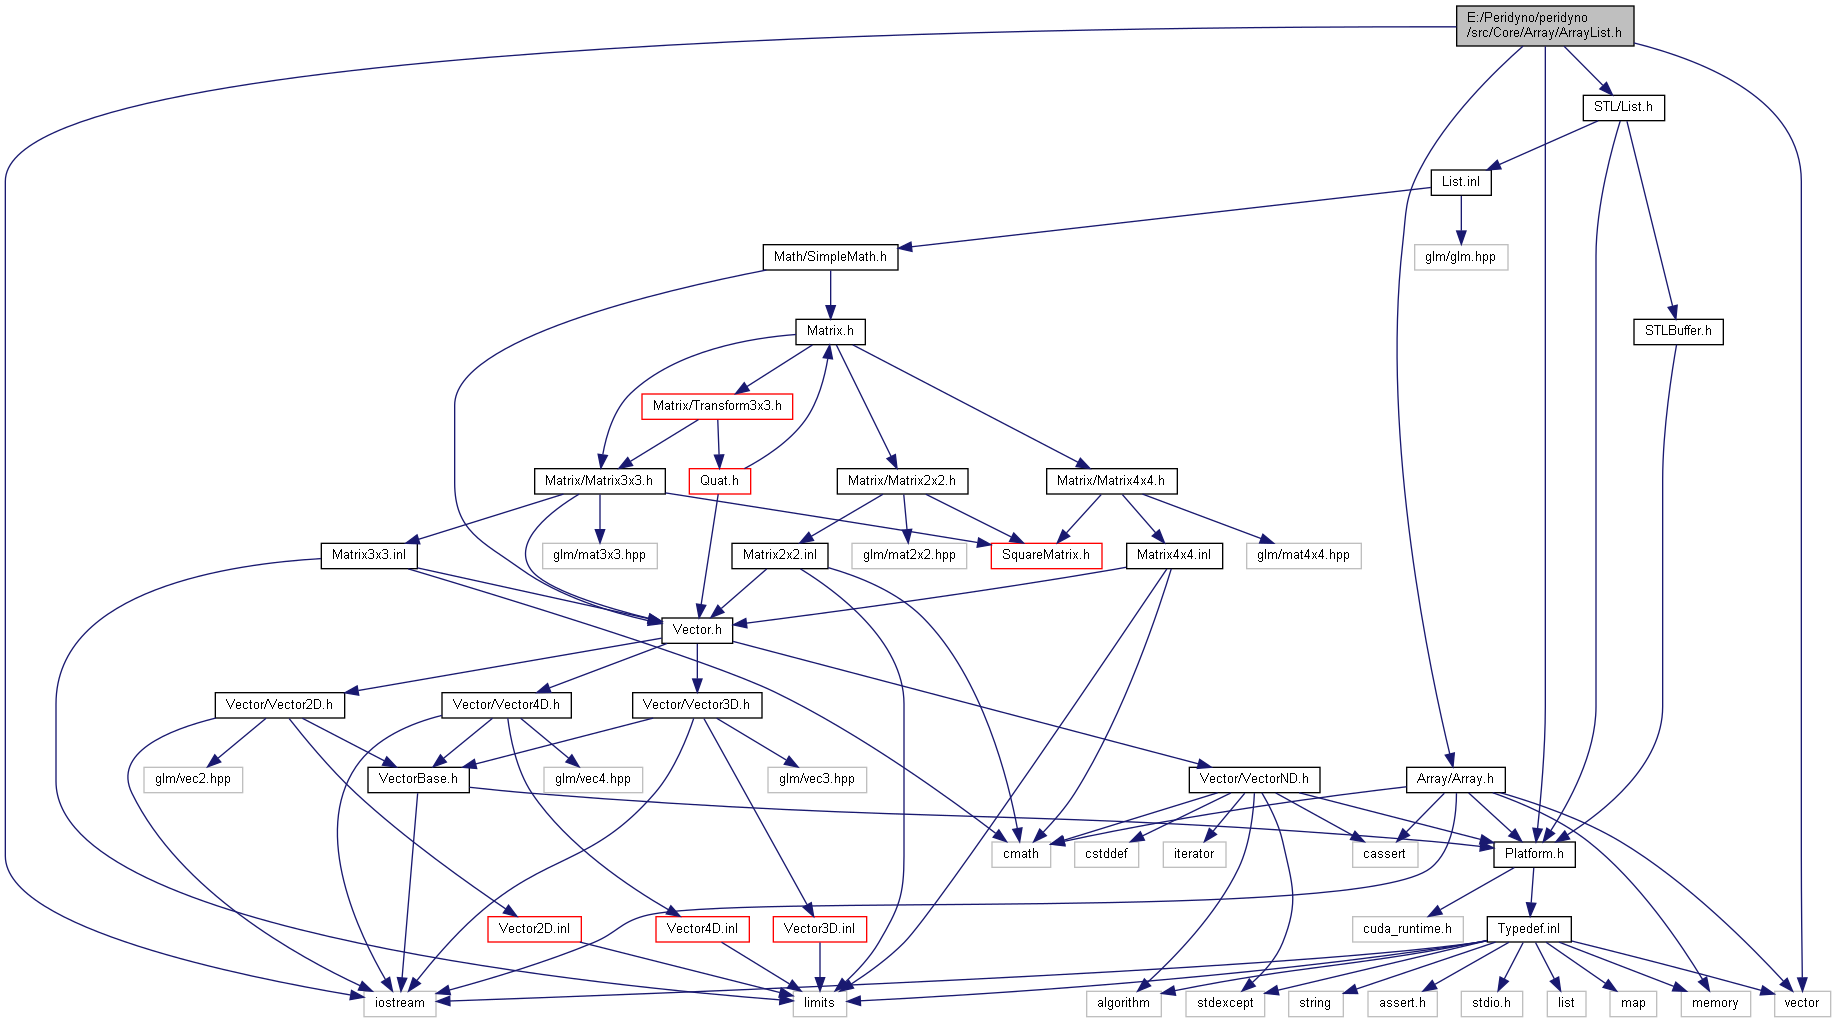 E:/Peridyno/peridyno
/src/Core/Array/ArrayList.h
STL/List.h
List.inl
Math/SimpleMath.h
glm/glm.hpp
Matrix.h
STLBuffer.h
Matrix/Transform3x3.h
Matrix/Matrix3x3.h
Quat.h
Matrix/Matrix2x2.h
Matrix/Matrix4x4.h
Matrix3x3.inl
glm/mat3x3.hpp
Matrix2x2.inl
glm/mat2x2.hpp
SquareMatrix.h
Matrix4x4.inl
glm/mat4x4.hpp
Vector.h
Vector/Vector2D.h
Vector/Vector4D.h
Vector/Vector3D.h
glm/vec2.hpp
VectorBase.h
glm/vec4.hpp
glm/vec3.hpp
Vector/VectorND.h
Array/Array.h
cmath
cstddef
iterator
cassert
Platform.h
Vector2D.inl
Vector4D.inl
Vector3D.inl
cuda_runtime.h
Typedef.inl
iostream
limits
algorithm
stdexcept
string
assert.h
stdio.h
list
map
memory
vector